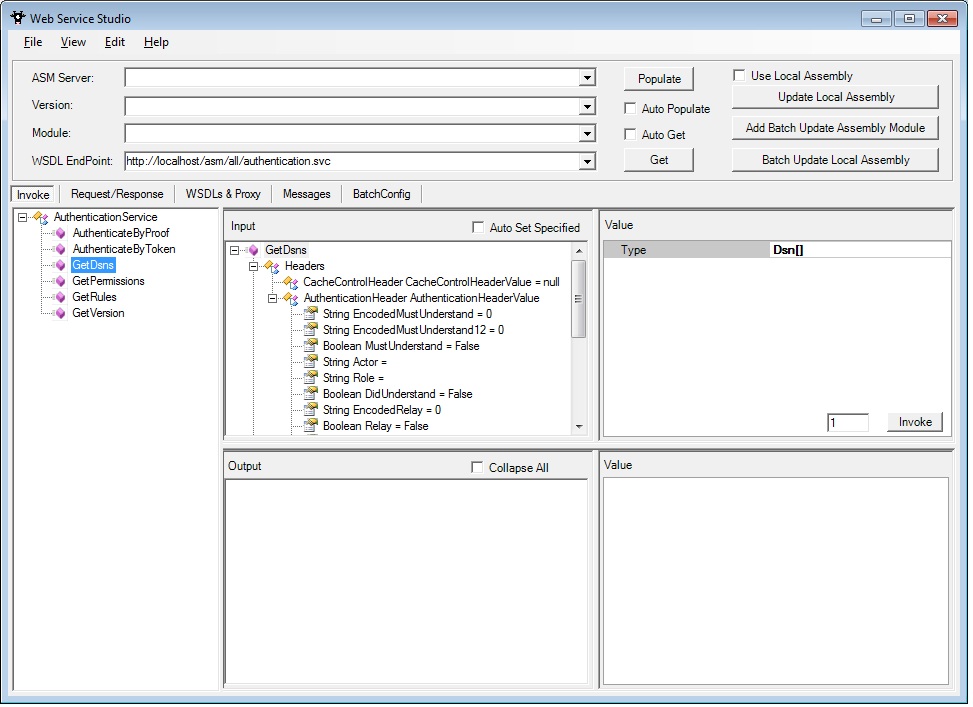 Web Service Studio
File View Edit Help
ASM Server: Populate Use Local Assembly
Update Local Assembly
Version: Auto Populate
Module: Auto Get Add Batch Update Assembly Module
WSDL EndPoint: http://localhost/asm/all/authentication.svc Get Batch Update Local Assembly
Invoke Request/Response WSDLs & Proxy Messages BatchConfig
AuthenticationService
AuthenticateByProof
AuthenticateByToken
GetDsns
GetPermissions
GetRules
GetVersion
Input Auto Set Specified
GetDsns
Headers
CacheControlHeader CacheControlHeaderValue = null
AuthenticationHeader AuthenticationHeaderValue
String EncodedMustUnderstand = 0
String EncodedMustUnderstand12 = 0
Boolean MustUnderstand = False
String Actor =
String Role =
Boolean DidUnderstand = False
String EncodedRelay = 0
Boolean Relay = False
Value
Type Dsn[]
1 Invoke
Output Collapse All
Value